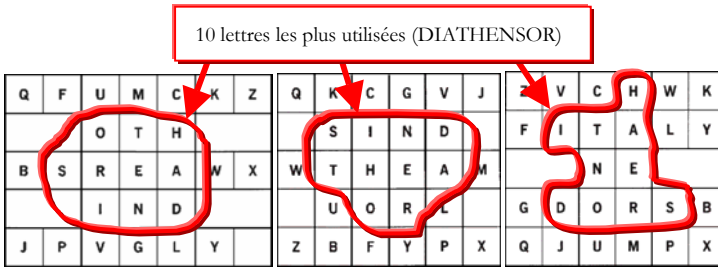 10 lettres les plus utilisées (DIATHENSOR)
Q F U M C K Z
O T H
B S R E A W X
I N D
J P V G L Y
Q K C G V J
S I N D
W T H E A M
U O R L
Z B F Y P X
Z V C H W K
F I T A L Y
N E
G D O R S B
Q J U M P X